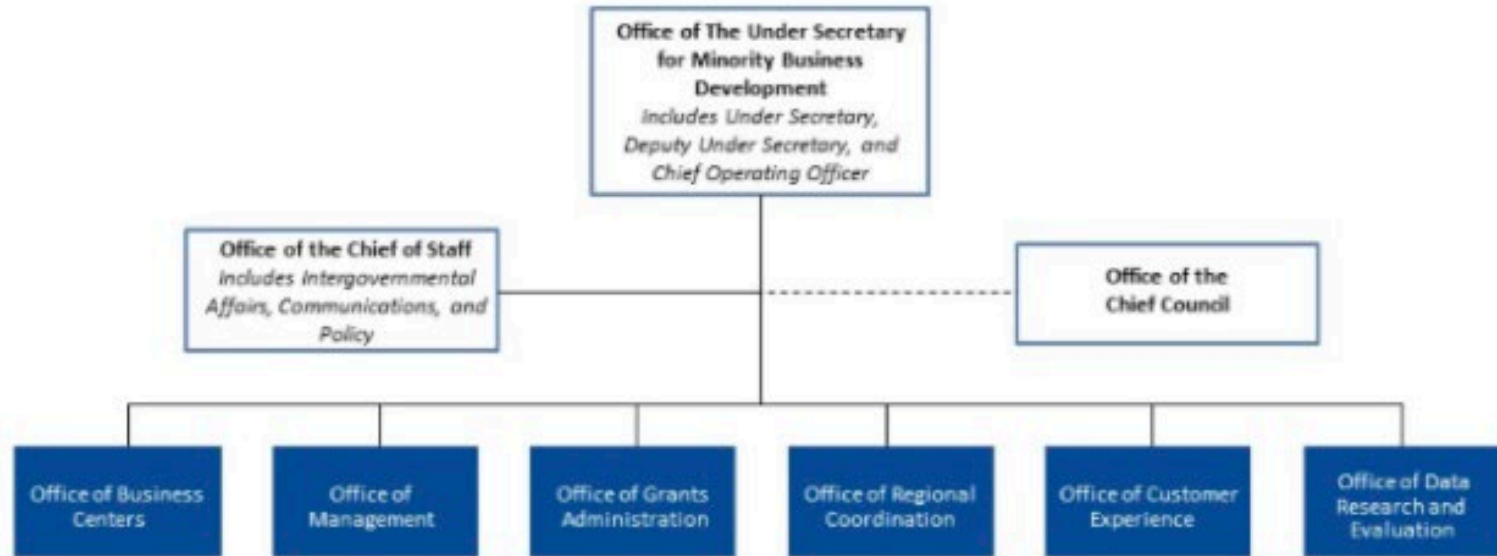 Office of The Under Secretary
for Minority Business
Development
Includes Under Secretary,
Deputy Under Secretary, and
Chief Operating Officer
Office of the Chief of Staff
Includes Intergovernmental
Affairs, Communications, and
Policy
Office of the
Chief Council
Office of Business
Centers
Office of
Management
Office of Grants
Administration
Office of Regional
Coordination
Office of Customer
Experience
Office of Data
Research and
Evaluation